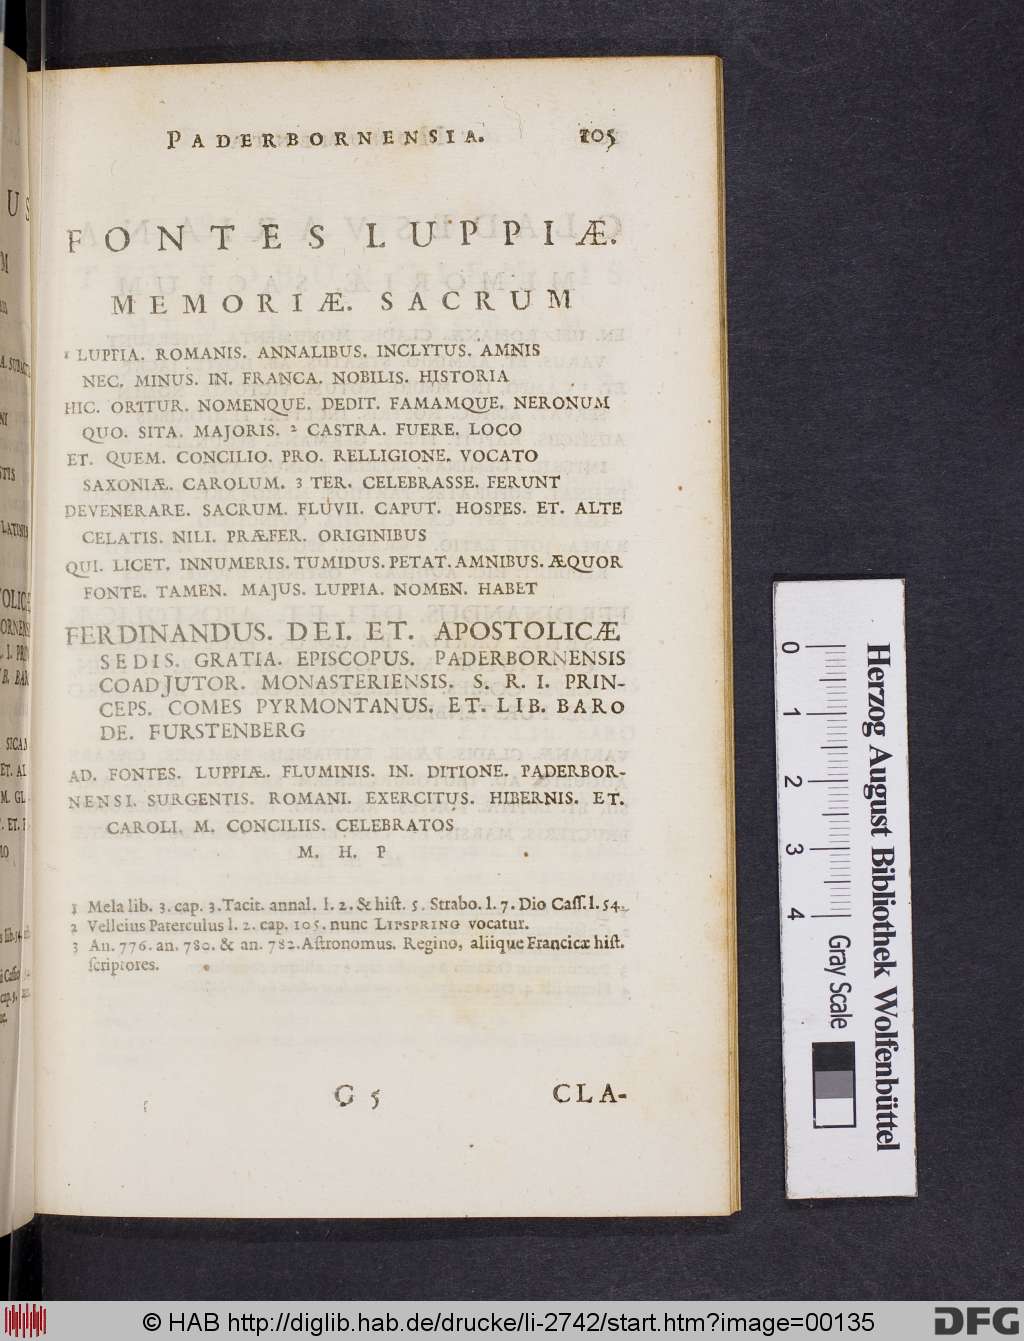 PADERBORNENSIA. 105
FONTES LUPPIÆ.
MEMORIÆ. SACRUM
1 LUPPIA. ROMANIS. ANNALIBUS. INCLYTUS. AMNIS
NEC. MINUS. IN. FRANCA. NOBILIS. HISTORIA
HIC. ORITUR. NOMENQUE. DEDIT. FAMAMQUE. NERONUM
QUO. SITA. MAJORIS. 2 CASTRA. FUERE. LOCO
ET. QUEM. CONCILIO. PRO. RELLIGIONE. VOCATO
SAXONIÆ. CAROLUM. 3 TER. CELEBRASSE. FERUNT
DEVENERARE. SACRUM. FLUVII. CAPUT. HOSPES. ET. ALTE
CELATIS. NILI. PRÆFER. ORIGINIBUS
QUI. LICET. INNUMERIS. TUMIDUS. PETAT. AMNIBUS. ÆQUOR
FONTE. TAMEN. MAJUS. LUPPIA. NOMEN. HABET
FERDINANDUS. DEI. ET. APOSTOLICÆ
SEDIS. GRATIA. EPISCOPUS. PADERBORNENSIS
COADJUTOR. MONASTERIENSIS. S. R. I. PRIN-
CEPS. COMES PYRMONTANUS. ET. LIB. BARO
DE. FURSTENBERG
AD. FONTES. LUPPIÆ. FLUMINIS. IN. DITIONE. PADERBOR-
NENSI. SURGENTIS. ROMANI. EXERCITUS. HIBERNIS. ET.
CAROLI. M. CONCILIIS. CELEBRATOS
M. H. P
1 Mela lib. 3. cap. 3. Tacit. annal. l. 2. & hiſt. 5. Strabo. l. 7. Dio Caſſ. l. 54.
2 Velleius Paterculus l. 2. cap. 105. nunc LIPSPRING vocatur.
3 An. 776. an. 780. & an. 782. Aſtronomus. Regino, aliique Francicæ hiſt.
ſcriptores.
G 5 CLA-
0 1 2 3 4 Gray Scale
Herzog August Bibliothek Wolfenbüttel
© HAB http://diglib.hab.de/drucke/li-2742/start.htm?image=00135
DFG